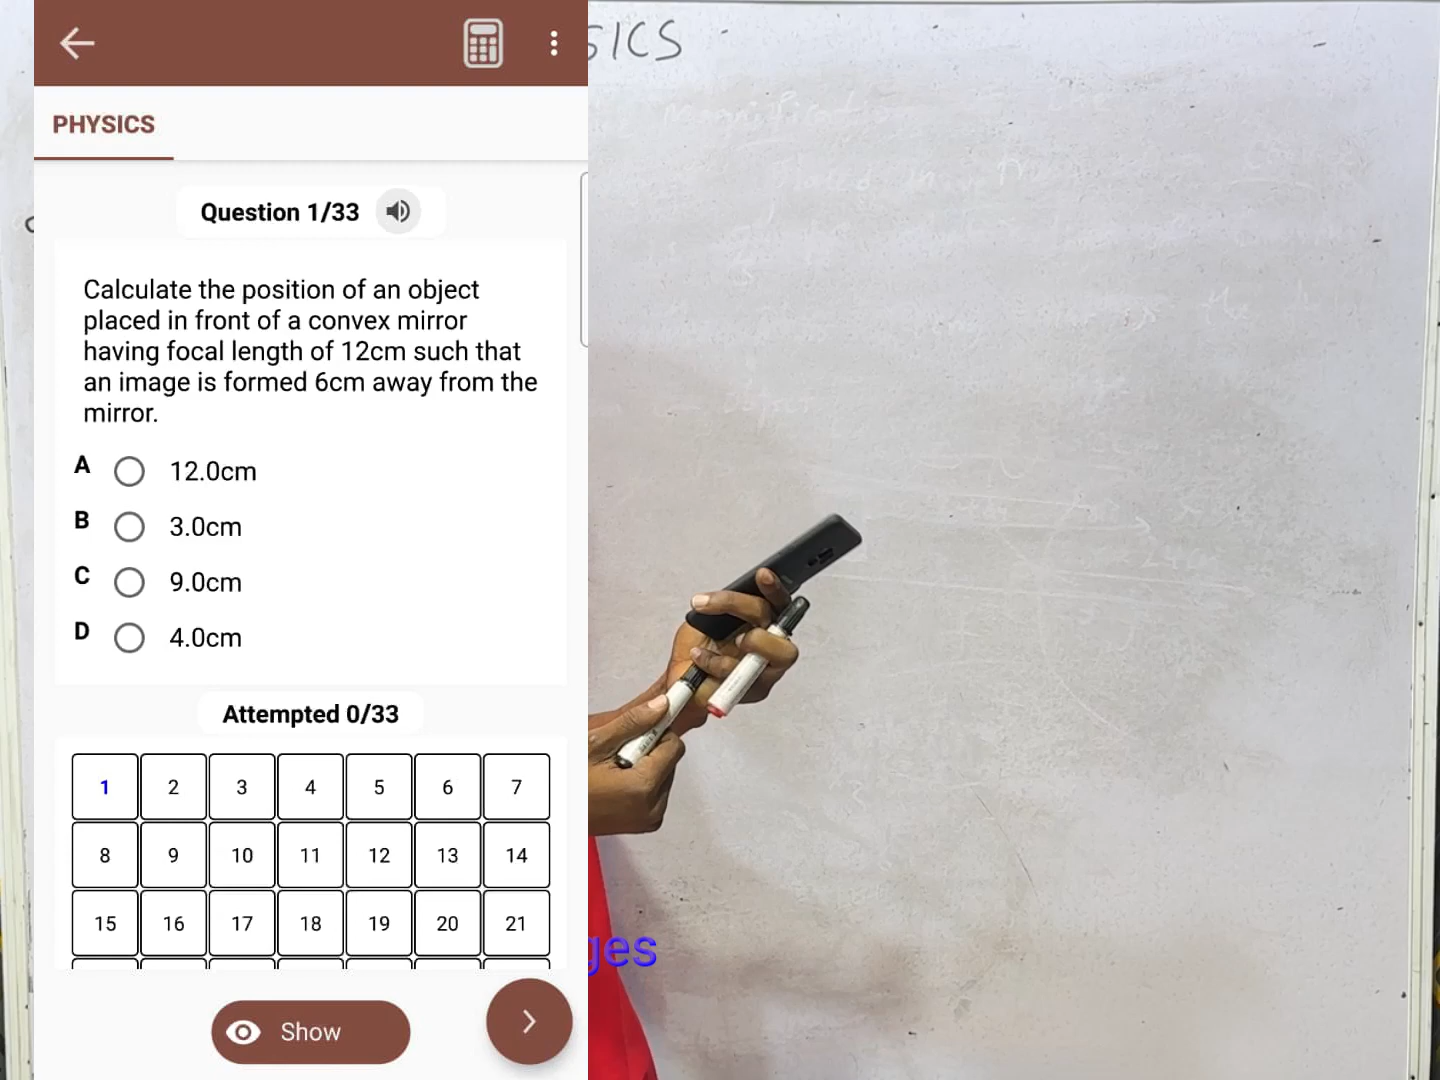 SICS
PHYSICS
Question 1/33
Calculate the position of an object
placed in front of a convex mirror
having focal length of 12cm such that
an image is formed 6cm away from the
mirror.
A 12.0cm
B 3.0cm
C 9.0cm
D 4.0cm
Attempted 0/33
1 2 3 4 5 6 7
8 9 10 11 12 13 14
15 16 17 18 19 20 21
ges
Show